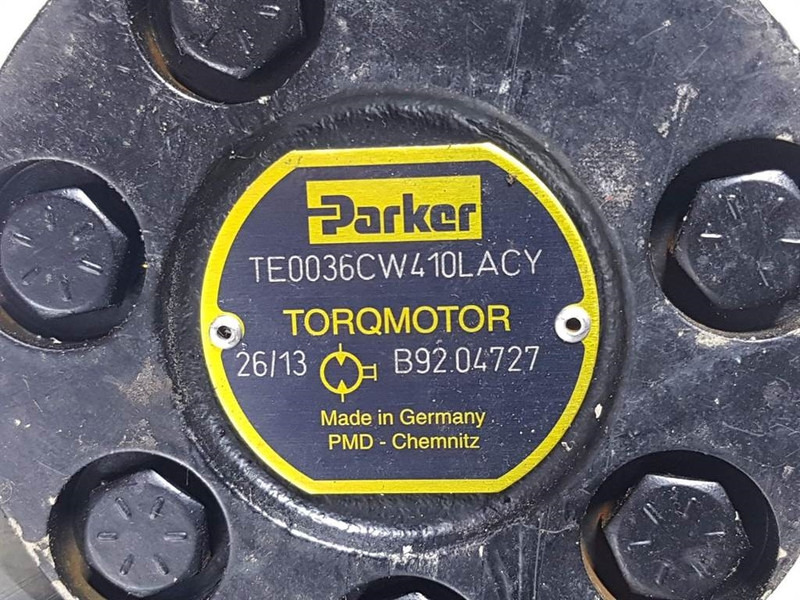 Parker
TE0036CW410LACY
TORQMOTOR
26/13 B92.04727
Made in Germany
PMD - Chemnitz